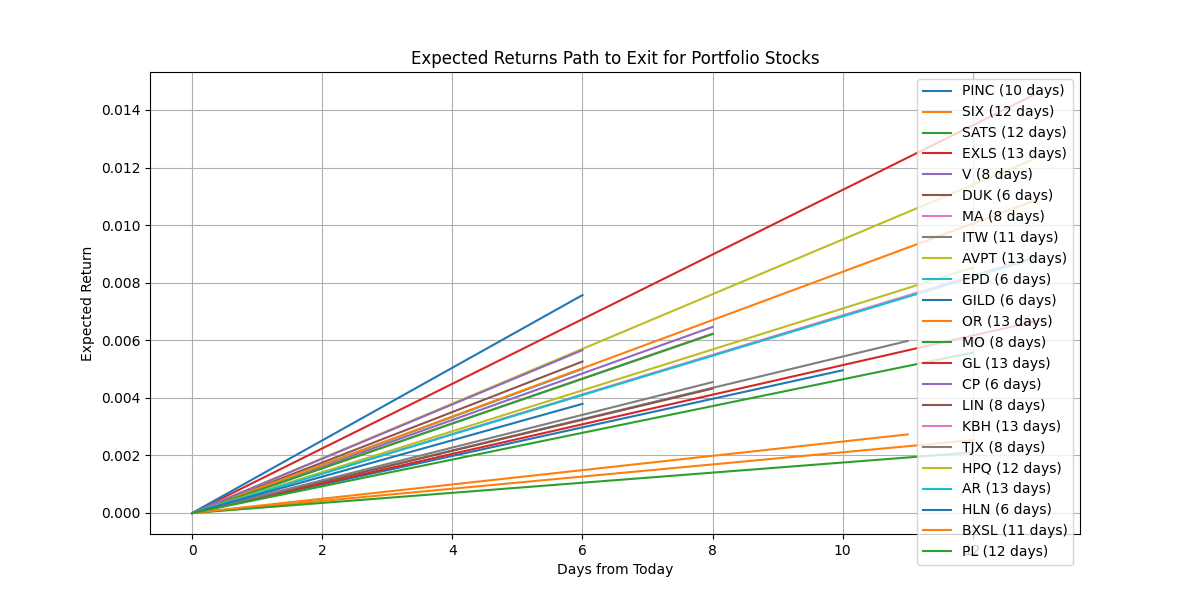 Expected Returns Path to Exit for Portfolio Stocks
Expected Return
0.014
0.012
0.010
0.008
0.006
0.004
0.002
0.000
0
2
4
6
8
10
12
Days from Today
PINC (10 days)
SIX (12 days)
SATS (12 days)
EXLS (13 days)
V (8 days)
DUK (6 days)
MA (8 days)
ITW (11 days)
AVPT (13 days)
EPD (6 days)
GILD (6 days)
OR (13 days)
MO (8 days)
GL (13 days)
CP (6 days)
LIN (8 days)
KBH (13 days)
TJX (8 days)
HPQ (12 days)
AR (13 days)
HLN (6 days)
BXSL (11 days)
PL (12 days)